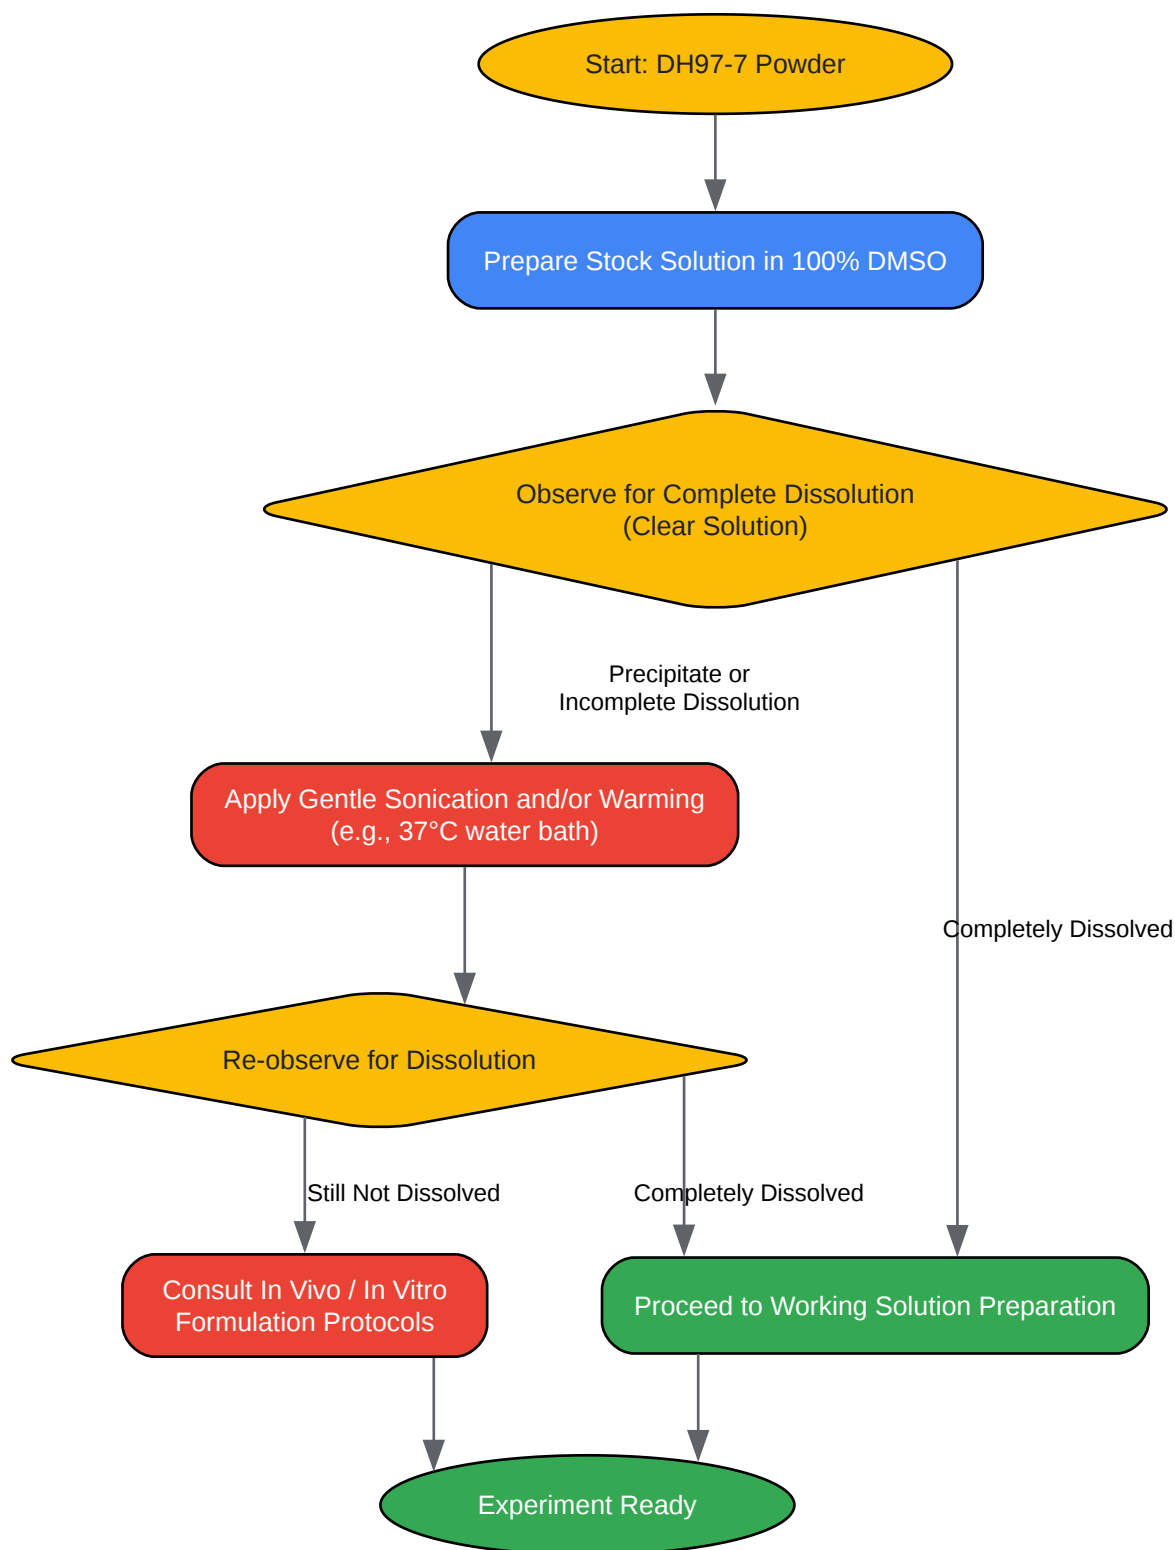 Start: DH97-7 Powder
Prepare Stock Solution in 100% DMSO
Observe for Complete Dissolution
(Clear Solution)
Precipitate or
Incomplete Dissolution
Apply Gentle Sonication and/or Warming
(e.g., 37°C water bath)
Completely Dissolved
Re-observe for Dissolution
Still Not Dissolved
Completely Dissolved
Consult In Vivo / In Vitro
Formulation Protocols
Proceed to Working Solution Preparation
Experiment Ready